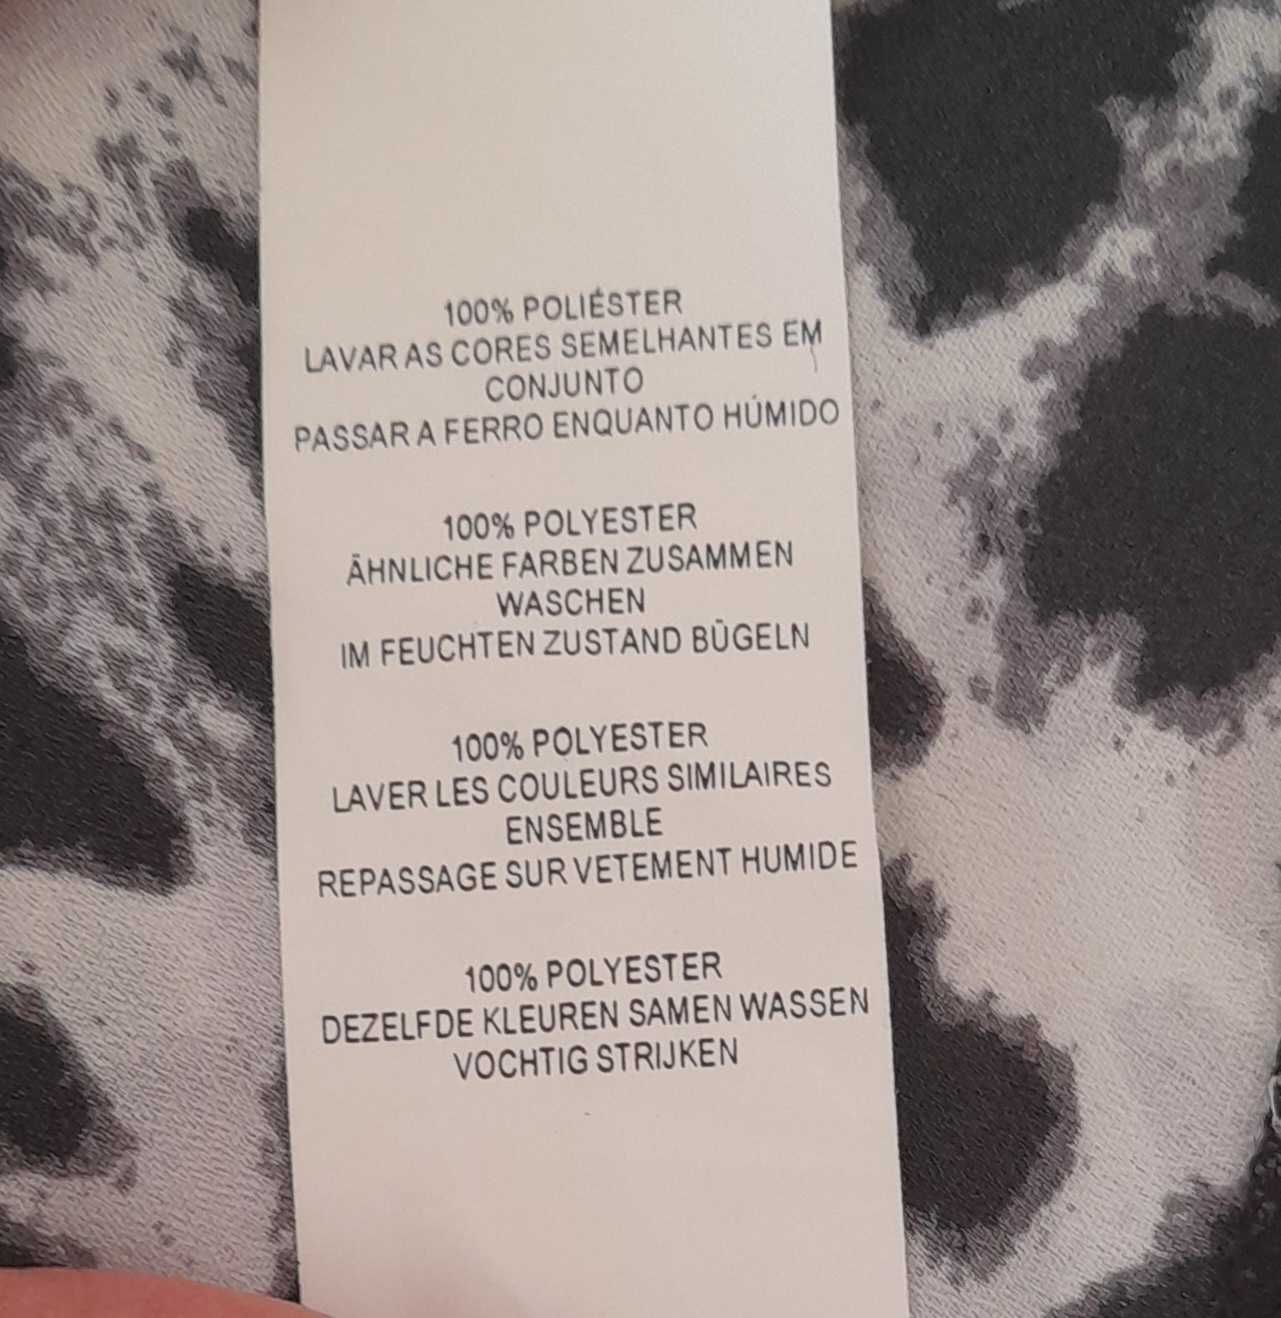 100% POLIÉSTER
LAVAR AS CORES SEMELHANTES EM
CONJUNTO
PASSAR A FERRO ENQUANTO HÚMIDO
100% POLYESTER
ÄHNLICHE FARBEN ZUSAMMEN
WASCHEN
IM FEUCHTEN ZUSTAND BÜGELN
100% POLYESTER
LAVER LES COULEURS SIMILAIRES
ENSEMBLE
REPASSAGE SUR VETEMENT HUMIDE
100% POLYESTER
DEZELFDE KLEUREN SAMEN WASSEN
VOCHTIG STRIJKEN